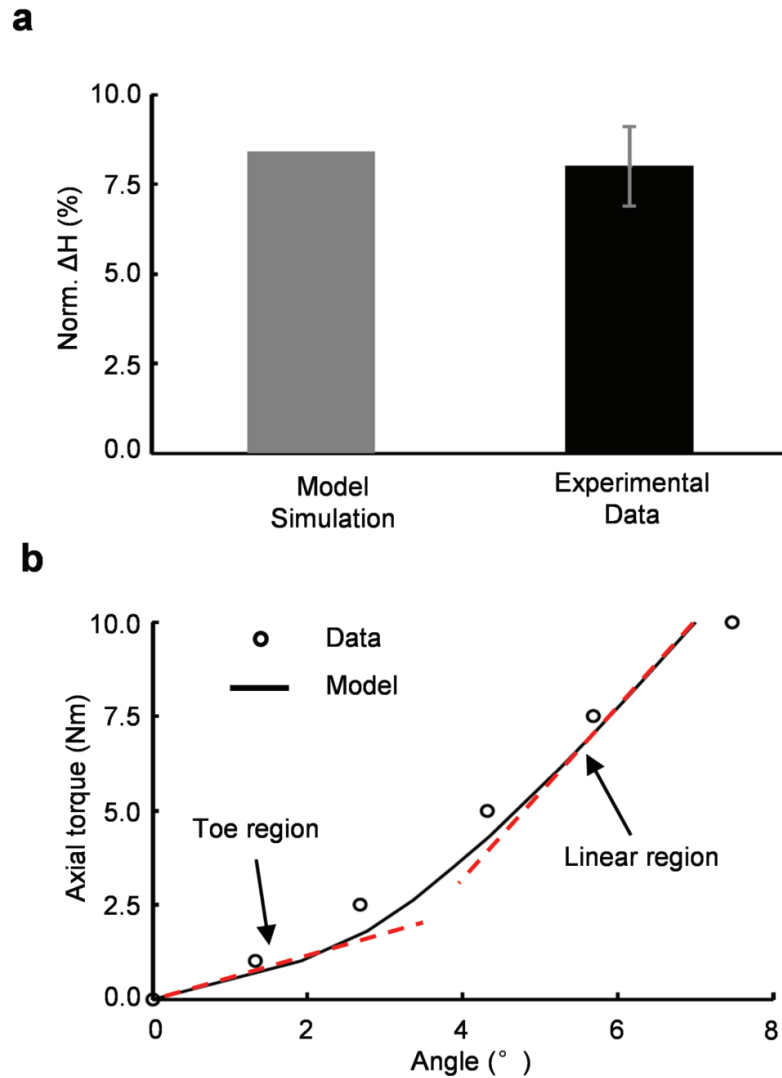 a
10.0
7.5
5.0
2.5
0.0
Norm. ΔH (%)
Model
Simulation
Experimental
Data
b
10.0
7.5
5.0
2.5
0.0
Axial torque (Nm)
Data
Model
Toe region
Linear region
0
2
4
6
8
Angle (° )